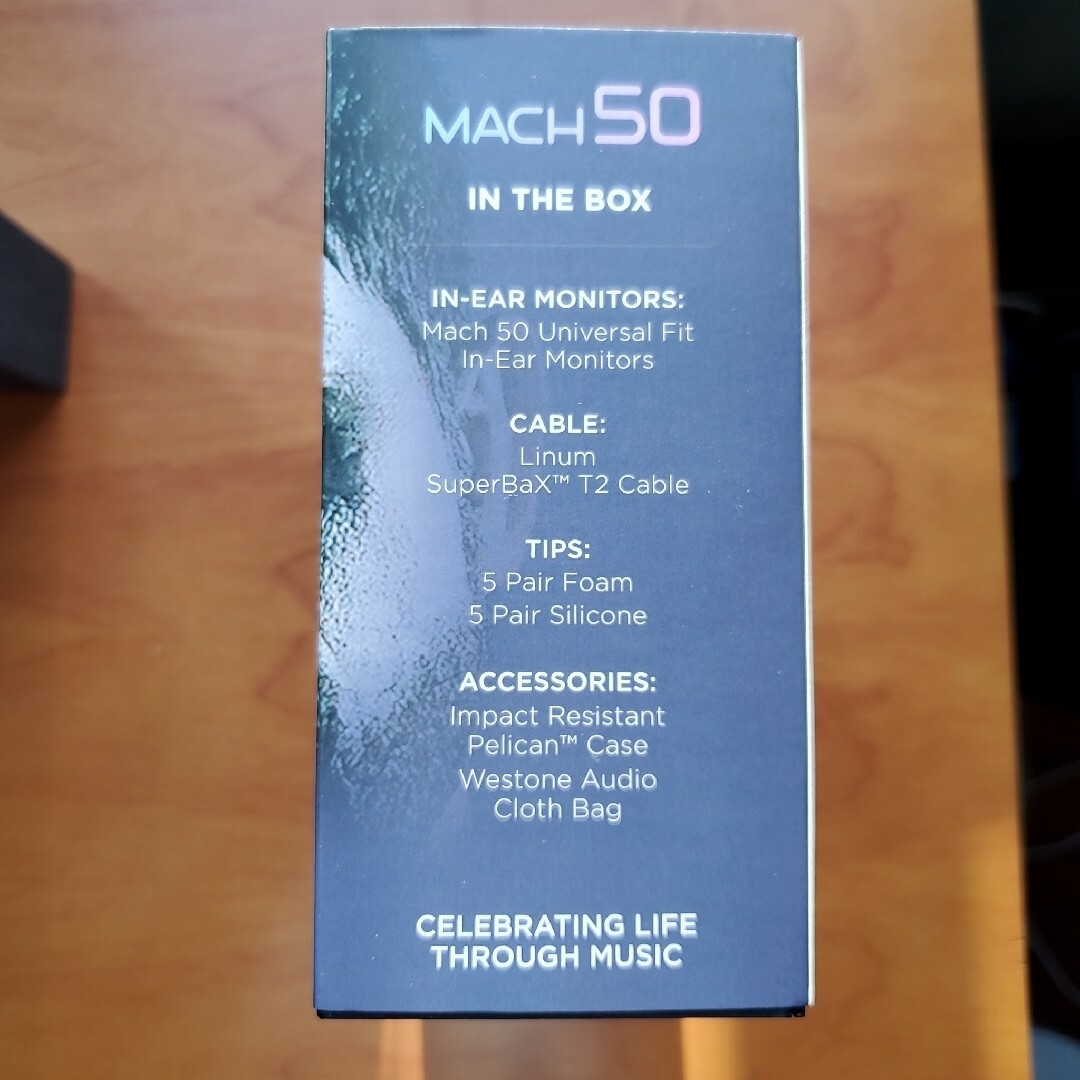 MACH 50
IN THE BOX
IN-EAR MONITORS:
Mach 50 Universal Fit
In-Ear Monitors
CABLE:
Linum
SuperBaX™ T2 Cable
TIPS:
5 Pair Foam
5 Pair Silicone
ACCESSORIES:
Impact Resistant
Pelican™ Case
Westone Audio
Cloth Bag
CELEBRATING LIFE
THROUGH MUSIC